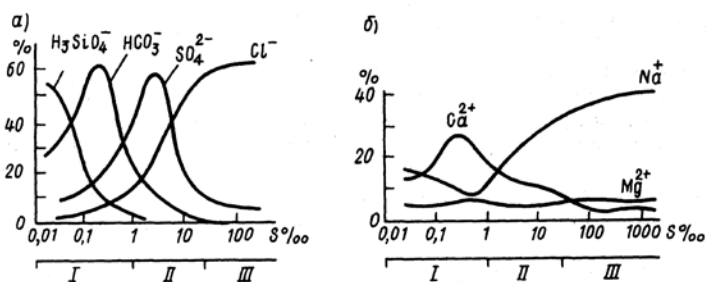 а)
%
H₃SiO₄⁻ HCO₃⁻ SO₄²⁻ Cl⁻
60
40
20
0
0,01 0,1 1 10 100 S‰
I II III
б)
%
40
20
0
Na⁺
Ca²⁺
Mg²⁺
0,01 0,1 1 10 100 1000 S‰
I II III